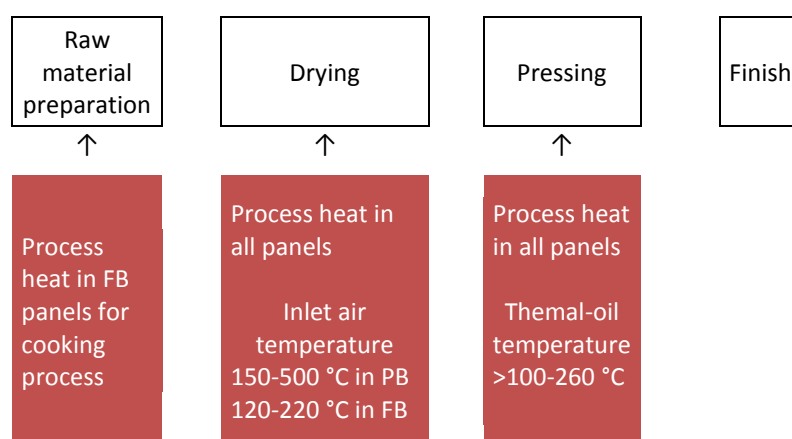 Raw
material
preparation
Drying
Pressing
Finish
↑
↑
↑
Process
heat in FB
panels for
cooking
process
Process heat in
all panels
Inlet air
temperature
150-500 °C in PB
120-220 °C in FB
Process heat
in all panels
Themal-oil
temperature
>100-260 °C